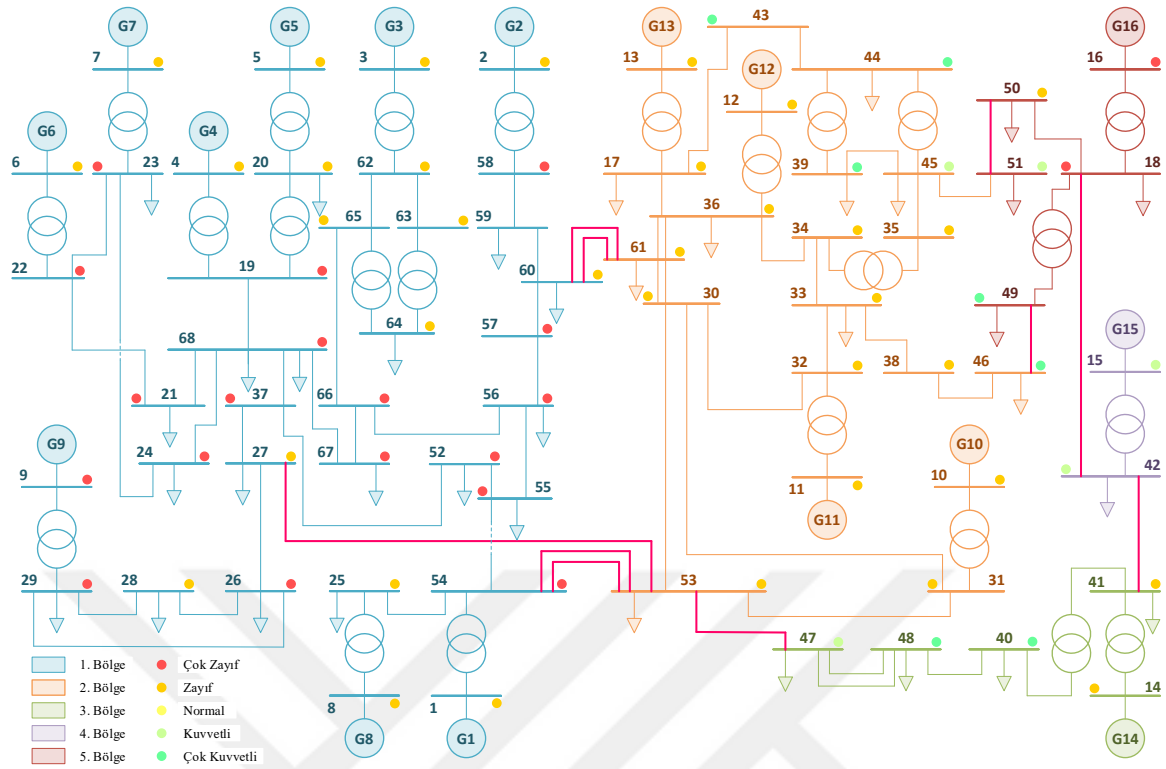 G7 G5 G3 G2 G13 43 G16
G12
7 5 3 2 13 44 16
12 50
G6 G4
6 23 4 20 62 58 17 39 45 51 18
65 63 59 36 34 35
22 19 60 61
64 30 33 49 G15
57
68 15
32 38 46
21 37 66 56
G9 G10
24 27 67 52 42
9 55 11 10
G11
29 28 26 25 54 53 31 41
47 48 40
1. Bölge Çok Zayıf
2. Bölge Zayıf
3. Bölge Normal
4. Bölge Kuvvetli
5. Bölge Çok Kuvvetli
8 1 14
G8 G1 G14